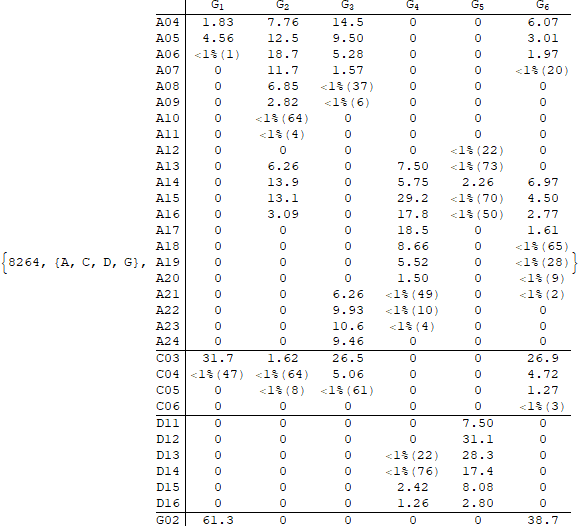 G₁ G₂ G₃ G₄ G₅ G₆
A04 1.83 7.76 14.5 0 0 6.07
A05 4.56 12.5 9.50 0 0 3.01
A06 <1%(1) 18.7 5.28 0 0 1.97
A07 0 11.7 1.57 0 0 <1%(20)
A08 0 6.85 <1%(37) 0 0 0
A09 0 2.82 <1%(6) 0 0 0
A10 0 <1%(64) 0 0 0 0
A11 0 <1%(4) 0 0 0 0
A12 0 0 0 0 <1%(22) 0
A13 0 6.26 0 7.50 <1%(73) 0
A14 0 13.9 0 5.75 2.26 6.97
A15 0 13.1 0 29.2 <1%(70) 4.50
A16 0 3.09 0 17.8 <1%(50) 2.77
A17 0 0 0 18.5 0 1.61
A18 0 0 0 8.66 0 <1%(65)
{8264, {A, C, D, G}, A19 0 0 0 5.52 0 <1%(28)}
A20 0 0 0 1.50 0 <1%(9)
A21 0 0 6.26 <1%(49) 0 <1%(2)
A22 0 0 9.93 <1%(10) 0 0
A23 0 0 10.6 <1%(4) 0 0
A24 0 0 9.46 0 0 0
C03 31.7 1.62 26.5 0 0 26.9
C04 <1%(47) <1%(64) 5.06 0 0 4.72
C05 0 <1%(8) <1%(61) 0 0 1.27
C06 0 0 0 0 0 <1%(3)
D11 0 0 0 0 7.50 0
D12 0 0 0 0 31.1 0
D13 0 0 0 <1%(22) 28.3 0
D14 0 0 0 <1%(76) 17.4 0
D15 0 0 0 2.42 8.08 0
D16 0 0 0 1.26 2.80 0
G02 61.3 0 0 0 0 38.7